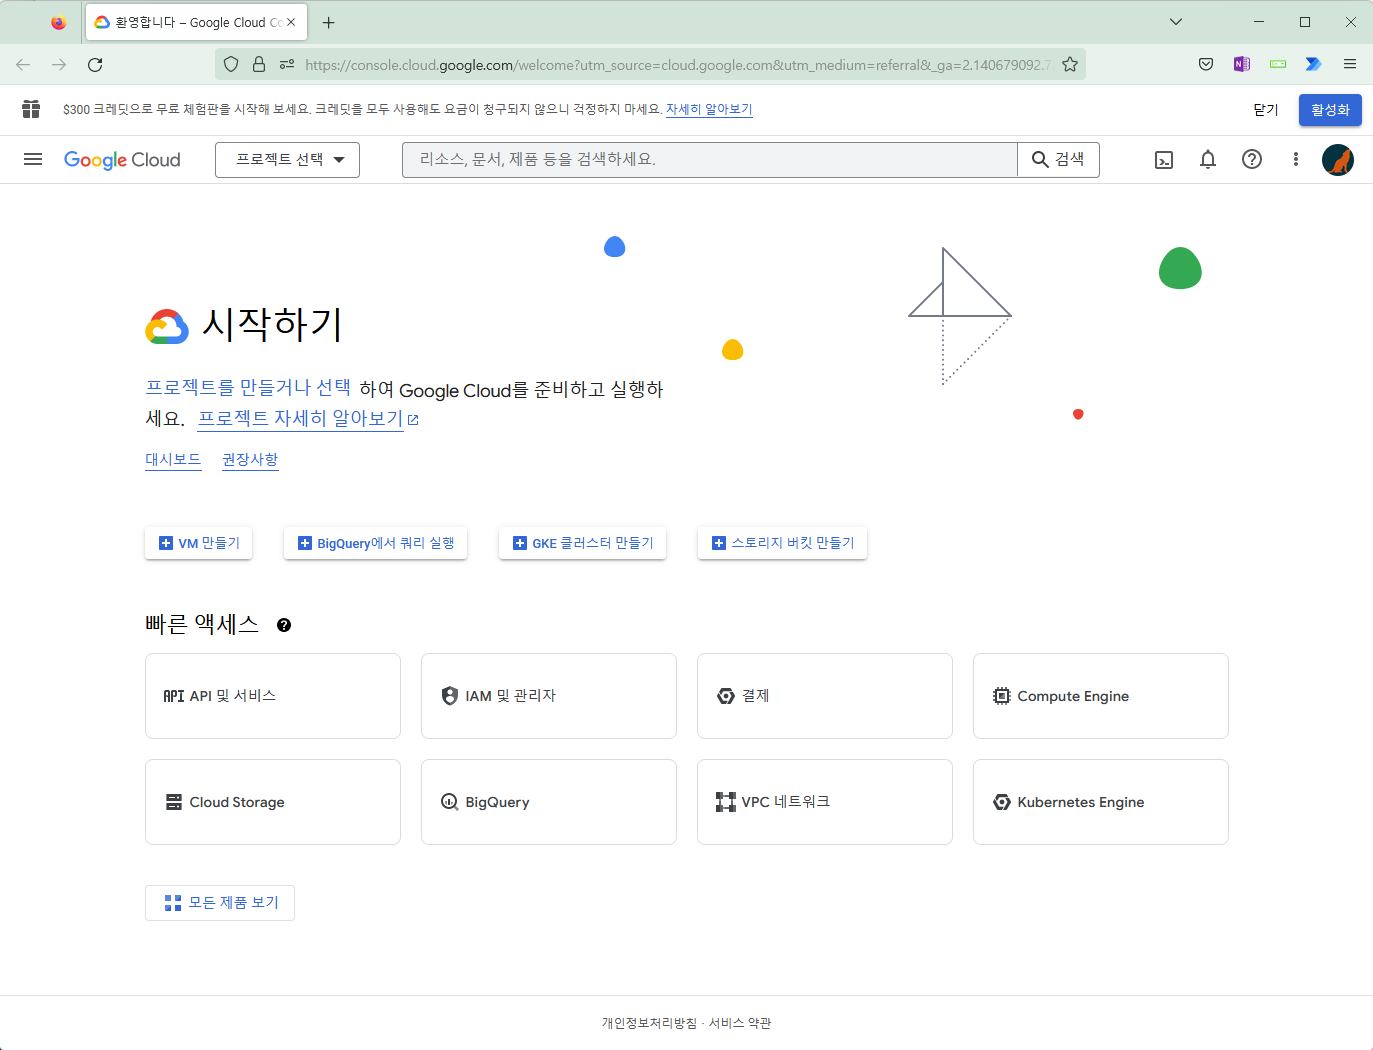 환영합니다 – Google Cloud Co
https://console.cloud.google.com/welcome?utm_source=cloud.google.com&utm_medium=referral&_ga=2.140679092.7
$300 크레딧으로 무료 체험판을 시작해 보세요. 크레딧을 모두 사용해도 요금이 청구되지 않으니 걱정하지 마세요. 자세히 알아보기
닫기
활성화
Google Cloud
프로젝트 선택
리소스, 문서, 제품 등을 검색하세요.
검색
시작하기
프로젝트를 만들거나 선택 하여 Google Cloud를 준비하고 실행하
세요. 프로젝트 자세히 알아보기
대시보드 권장사항
VM 만들기
BigQuery에서 쿼리 실행
GKE 클러스터 만들기
스토리지 버킷 만들기
빠른 액세스
API API 및 서비스
IAM 및 관리자
결제
Compute Engine
Cloud Storage
BigQuery
VPC 네트워크
Kubernetes Engine
모든 제품 보기
개인정보처리방침 · 서비스 약관